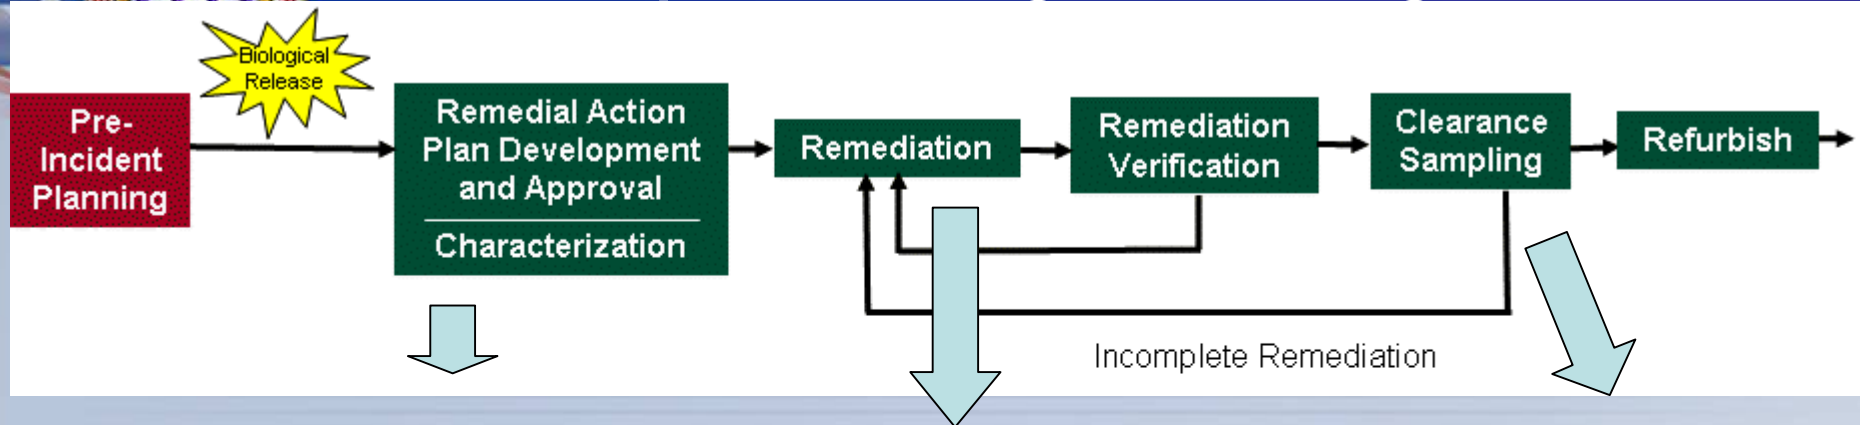 Pre-
Incident
Planning
Biological
Release
Remedial Action
Plan Development
and Approval
Characterization
Remediation
Remediation
Verification
Clearance
Sampling
Refurbish
Incomplete Remediation